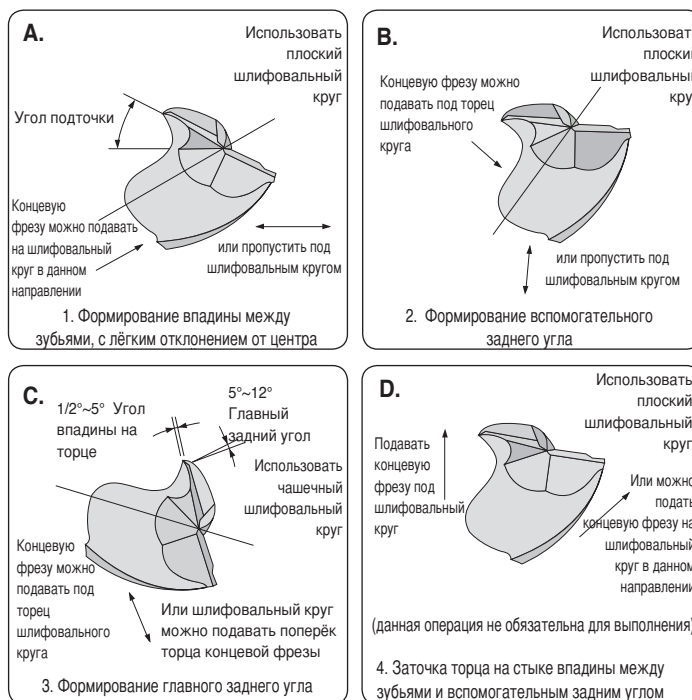 A.
Использовать
плоский
шлифовальный
круг
Угол подточки
Концевую
фрезу можно подавать
на шлифовальный
круг в данном
направлении
или пропустить под
шлифовальным кругом
1. Формирование впадины между
зубьями, с лёгким отклонением от центра
B.
Использовать
плоский
шлифовальный
круг
Концевую фрезу можно
подавать под торец
шлифовального
круга
или пропустить под
шлифовальным кругом
2. Формирование вспомогательного
заднего угла
C.
1/2°~5° Угол
впадины на
торце
5°~12°
Главный
задний угол
Использовать
чашечный
шлифовальный
круг
Концевую
фрезу можно
подавать под
торец
шлифовального
круга
Или шлифовальный круг
можно подавать поперёк
торца концевой фрезы
3. Формирование главного заднего угла
D.
Использовать
плоский
шлифовальный
круг
Подавать
концевую
фрезу под
шлифовальный
круг
Или можно
подать
концевую фрезу на
шлифовальный
круг в данном
направлении
(данная операция не обязательна для выполнения)
4. Заточка торца на стыке впадины между
зубьями и вспомогательным задним углом